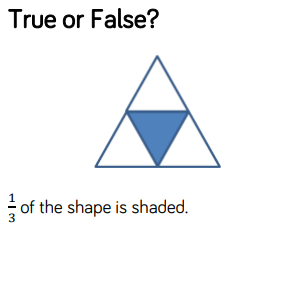 True or False?
1/3 of the shape is shaded.